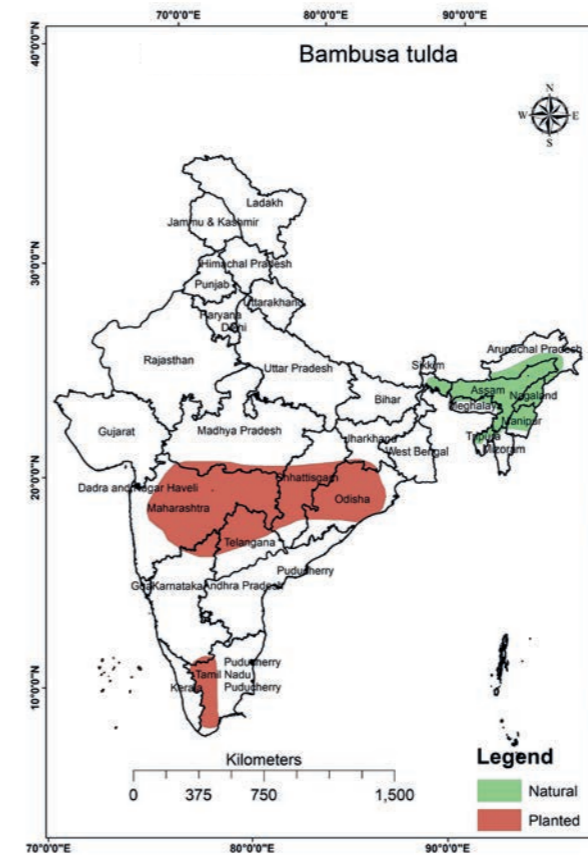 70°0'0"E 80°0'0"E 90°0'0"E
40°0'0"N
Bambusa tulda
N
W E
S
Ladakh
Jammu & Kashmir
30°0'0"N
Himachal Pradesh
Punjab
Uttarakhand
Haryana
Delhi
Arunachal Pradesh
Rajasthan
Sikkim
Uttar Pradesh
Assam
Nagaland
Bihar
Meghalaya
Manipur
Gujarat
Madhya Pradesh
Jharkhand
Tripura
West Bengal
Mizoram
20°0'0"N
Chhattisgarh
Dadra and Nagar Haveli
Odisha
Maharashtra
Telangana
Puducherry
Goa
Karnataka
Andhra Pradesh
Puducherry
Tamil Nadu
10°0'0"N
Kerala
Puducherry
Kilometers
0 375 750 1,500
Legend
Natural
Planted
70°0'0"E 80°0'0"E 90°0'0"E